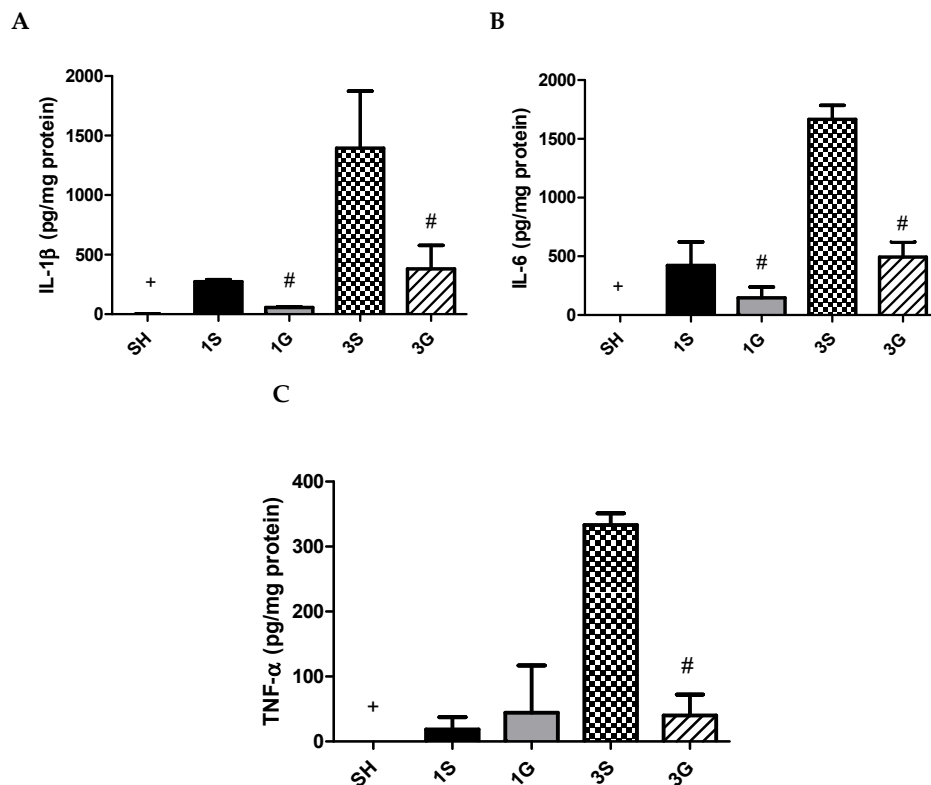 A
IL-1β (pg/mg protein)
2000
1500
1000
500
0
+
#
#
SH
1S
1G
3S
3G
B
IL-6 (pg/mg protein)
2000
1500
1000
500
0
+
#
#
SH
1S
1G
3S
3G
C
TNF-α (pg/mg protein)
400
300
200
100
0
+
#
SH
1S
1G
3S
3G